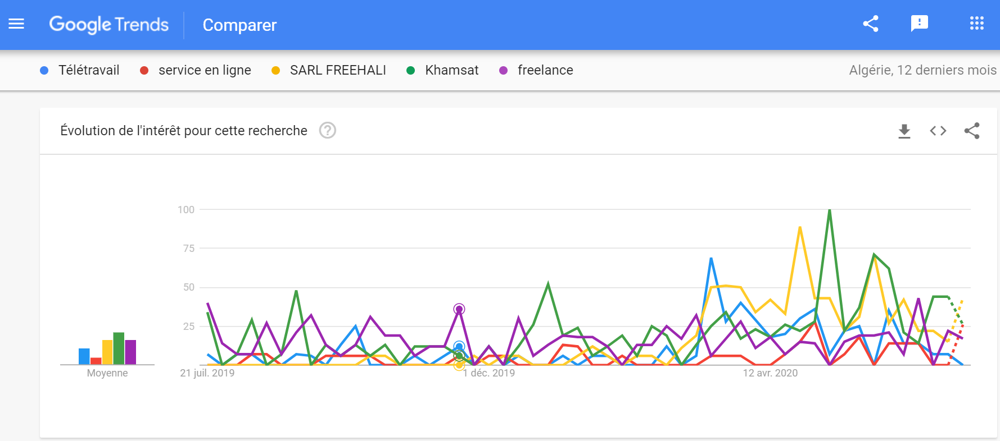 Google Trends Comparer
Télétravail service en ligne SARL FREEHALI Khamsat freelance Algérie, 12 derniers mois
Évolution de l'intérêt pour cette recherche ?
100
75
50
25
Moyenne 21 juil. 2019 1 déc. 2019 12 avr. 2020